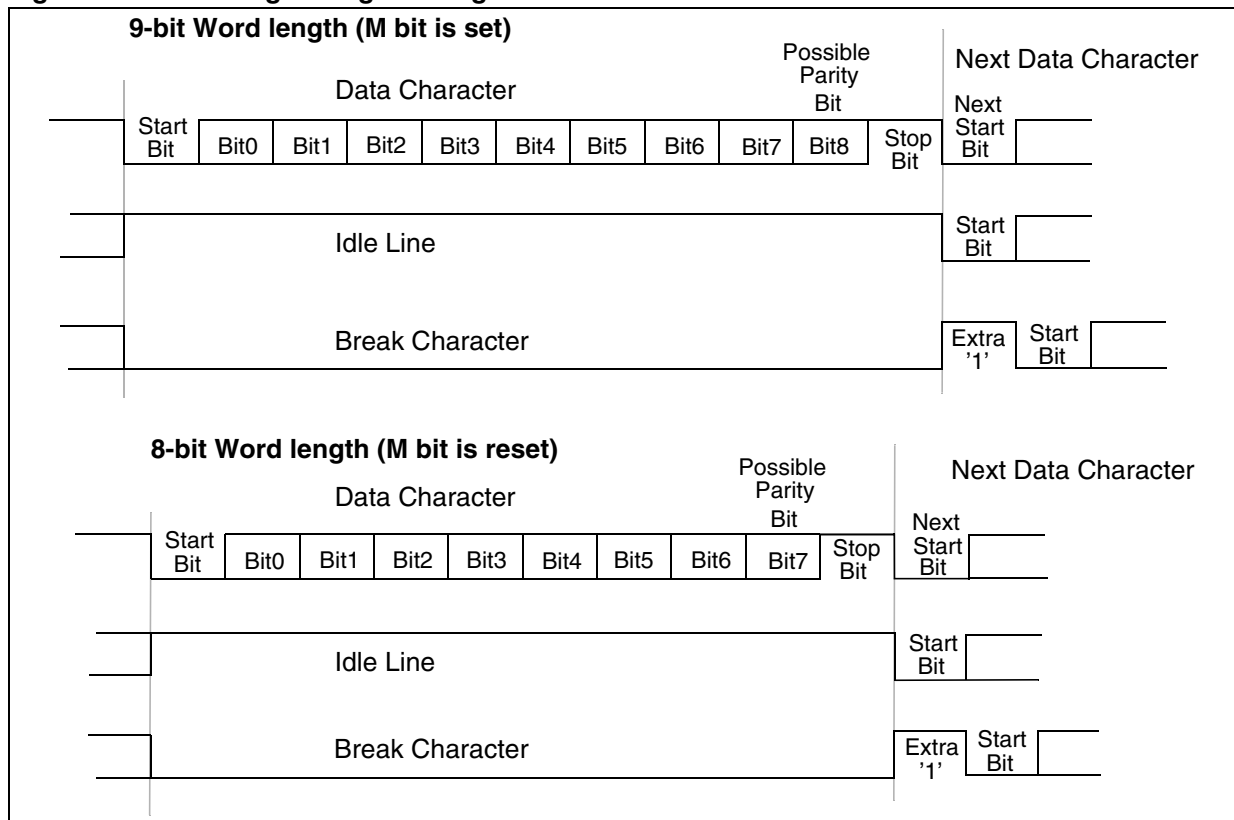 9-bit Word length (M bit is set)
Possible
Parity
Bit
Next Data Character
Data Character
Next
Start
Bit
Start
Bit
Bit0
Bit1
Bit2
Bit3
Bit4
Bit5
Bit6
Bit7
Bit8
Stop
Bit
Idle Line
Start
Bit
Break Character
Extra
'1'
Start
Bit
8-bit Word length (M bit is reset)
Possible
Parity
Bit
Next Data Character
Data Character
Next
Start
Bit
Start
Bit
Bit0
Bit1
Bit2
Bit3
Bit4
Bit5
Bit6
Bit7
Stop
Bit
Idle Line
Start
Bit
Break Character
Extra
'1'
Start
Bit